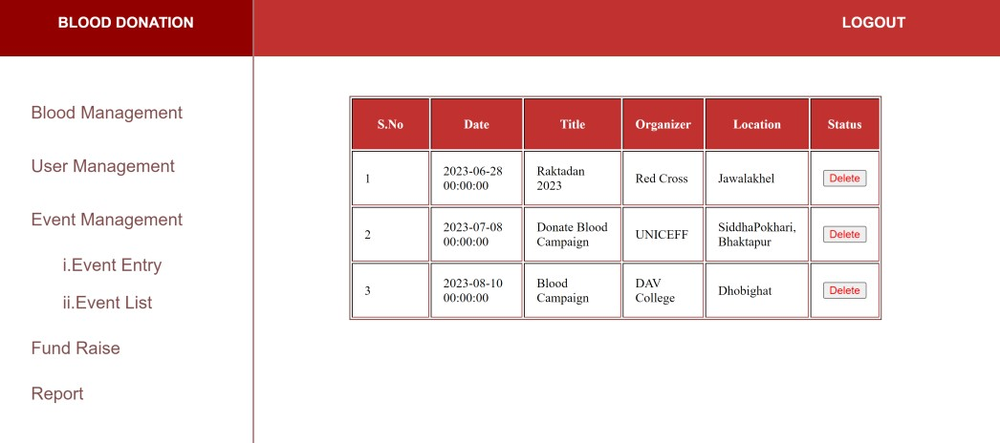 BLOOD DONATION
LOGOUT
Blood Management
User Management
Event Management
i.Event Entry
ii.Event List
Fund Raise
Report
S.No Date Title Organizer Location Status
1 2023-06-28 00:00:00 Raktadan 2023 Red Cross Jawalakhel Delete
2 2023-07-08 00:00:00 Donate Blood Campaign UNICEFF SiddhaPokhari, Bhaktapur Delete
3 2023-08-10 00:00:00 Blood Campaign DAV College Dhobighat Delete